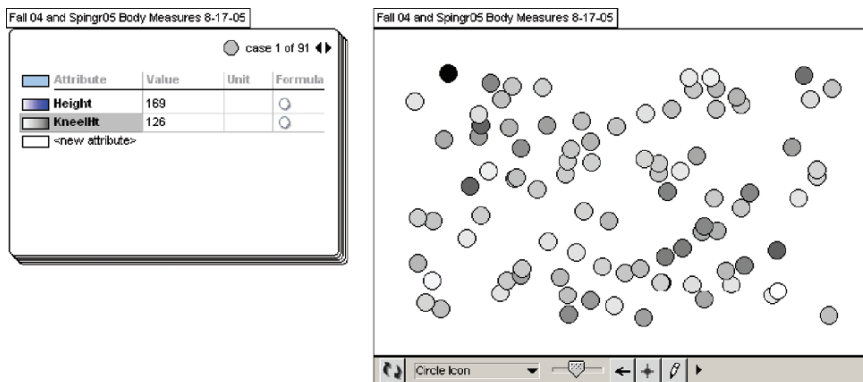 Fall 04 and Spingr05 Body Measures 8-17-05
case 1 of 91
Attribute Value Unit Formula
Height 169
KneelHt 126
<new attribute>
Fall 04 and Spingr05 Body Measures 8-17-05
Circle Icon